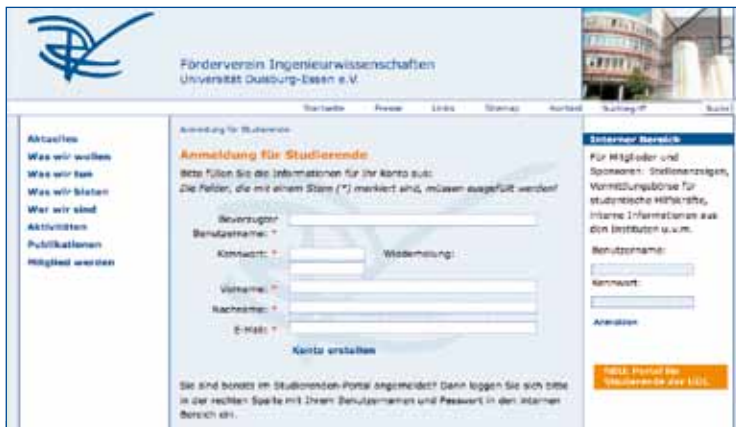 Förderverein Ingenieurwissenschaften
Universität Duisburg-Essen e.V.
Startseite Presse Links Sitemap Kontakt
Suche
Aktuelles
Was wir wollen
Was wir tun
Was wir bieten
Wer wir sind
Aktivitäten
Publikationen
Mitglied werden
Anmeldung für Studierende
Anmeldung für Studierende
Bitte füllen Sie die Informationen für Ihr Konto aus:
Die Felder, die mit einem Stern (*) markiert sind, müssen ausgefüllt werden!
Bevorzugter
Benutzername: *
Kennwort: * Wiederholung:
Vorname: *
Nachname: *
E-Mail: *
Konto erstellen
Sie sind bereits im Studierenden-Portal angemeldet? Dann loggen Sie sich bitte
in der rechten Spalte mit Ihrem Benutzernamen und Passwort in den internen
Bereich ein.
Interner Bereich
Für Mitglieder und
Sponsoren: Stellenanzeigen,
Vermittlungsbörse für
studentische Hilfskräfte,
interne Informationen aus
den Instituten u.v.m.
Benutzername:
Kennwort:
Anmelden
NEU: Portal für
Studierende der UDE